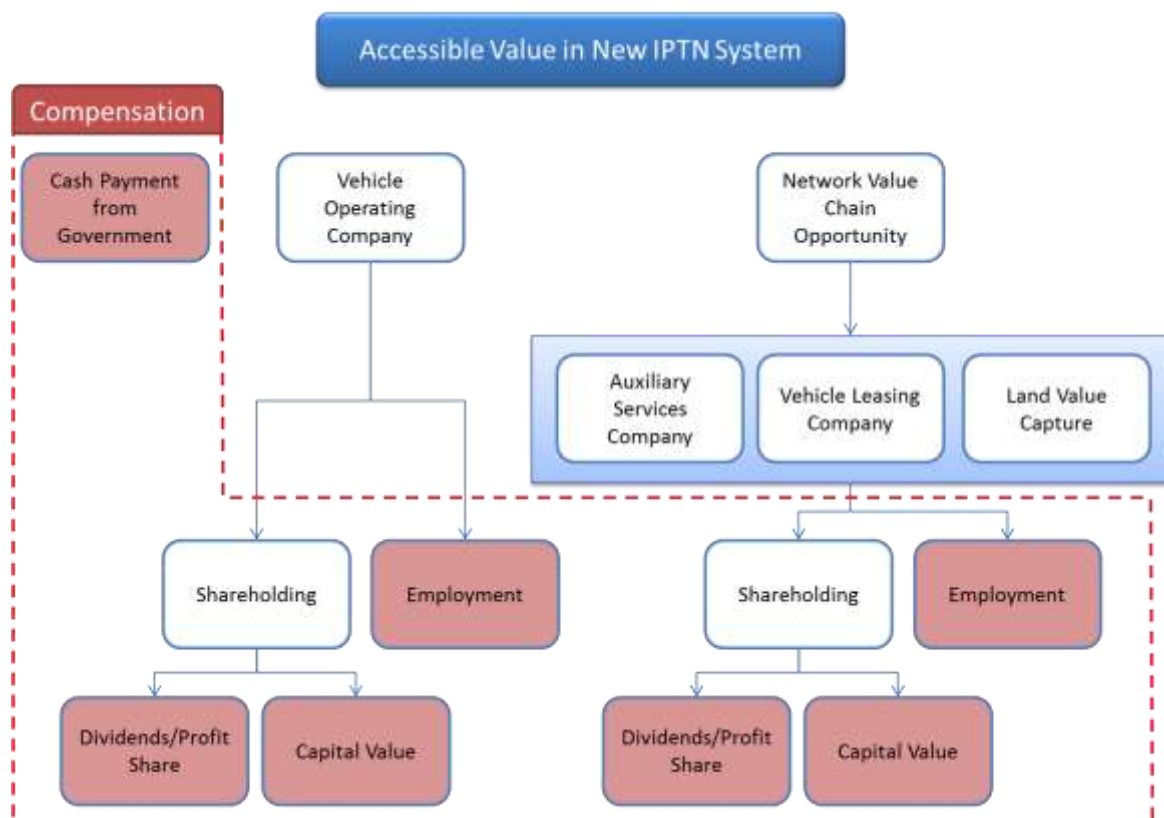 Accessible Value in New IPTN System
Compensation
Cash Payment
from
Government
Vehicle
Operating
Company
Network Value
Chain
Opportunity
Auxiliary
Services
Company
Vehicle Leasing
Company
Land Value
Capture
Shareholding
Employment
Shareholding
Employment
Dividends/Profit
Share
Capital Value
Dividends/Profit
Share
Capital Value